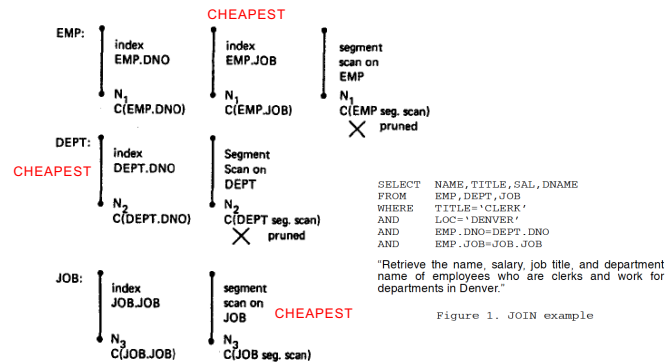 CHEAPEST
EMP:
index
EMP.DNO
N1
C(EMP.DNO)
index
EMP.JOB
N1
C(EMP.JOB)
segment
scan on
EMP
N1
C(EMP seg. scan)
pruned
DEPT:
CHEAPEST
index
DEPT.DNO
N2
C(DEPT.DNO)
Segment
Scan on
DEPT
N2
C(DEPT seg. scan)
pruned
JOB:
index
JOB.JOB
N3
C(JOB.JOB)
segment
scan on
JOB
CHEAPEST
N3
C(JOB seg. scan)
SELECT NAME,TITLE,SAL,DNAME
FROM EMP,DEPT,JOB
WHERE TITLE=‘CLERK’
AND LOC=‘DENVER’
AND EMP.DNO=DEPT.DNO
AND EMP.JOB=JOB.JOB
“Retrieve the name, salary, job title, and department
name of employees who are clerks and work for
departments in Denver.”
Figure 1. JOIN example